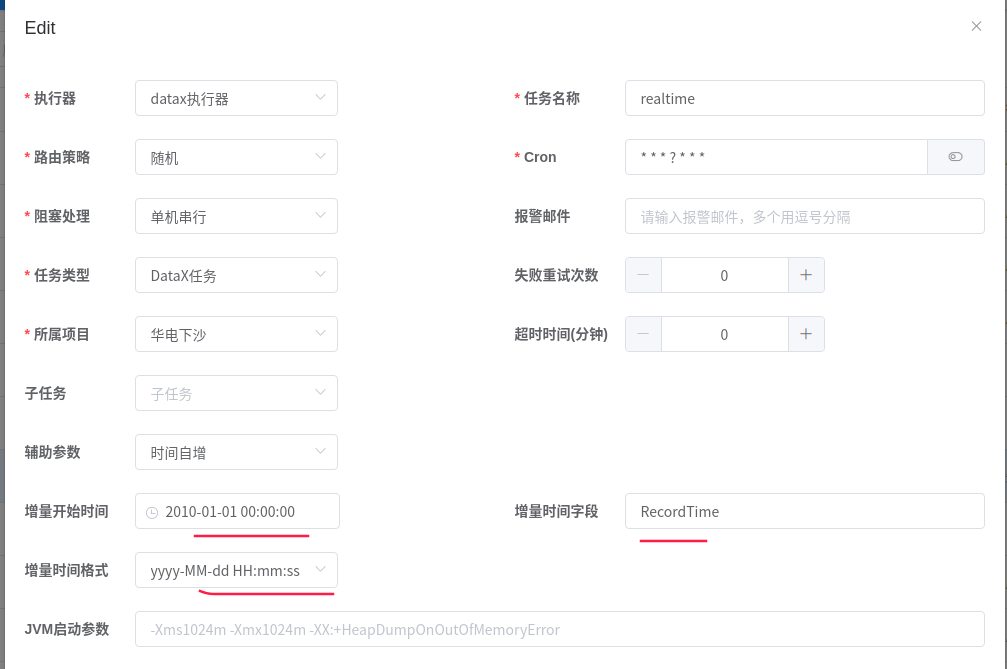 Edit
* 执行器 datax执行器 * 任务名称 realtime
* 路由策略 随机 * Cron * * * ? * * *
* 阻塞处理 单机串行 报警邮件 请输入报警邮件，多个用逗号分隔
* 任务类型 DataX任务 失败重试次数 0
* 所属项目 华电下沙 超时时间(分钟) 0
子任务 子任务
辅助参数 时间自增
增量开始时间 2010-01-01 00:00:00 增量时间字段 RecordTime
增量时间格式 yyyy-MM-dd HH:mm:ss
JVM启动参数 -Xms1024m -Xmx1024m -XX:+HeapDumpOnOutOfMemoryError